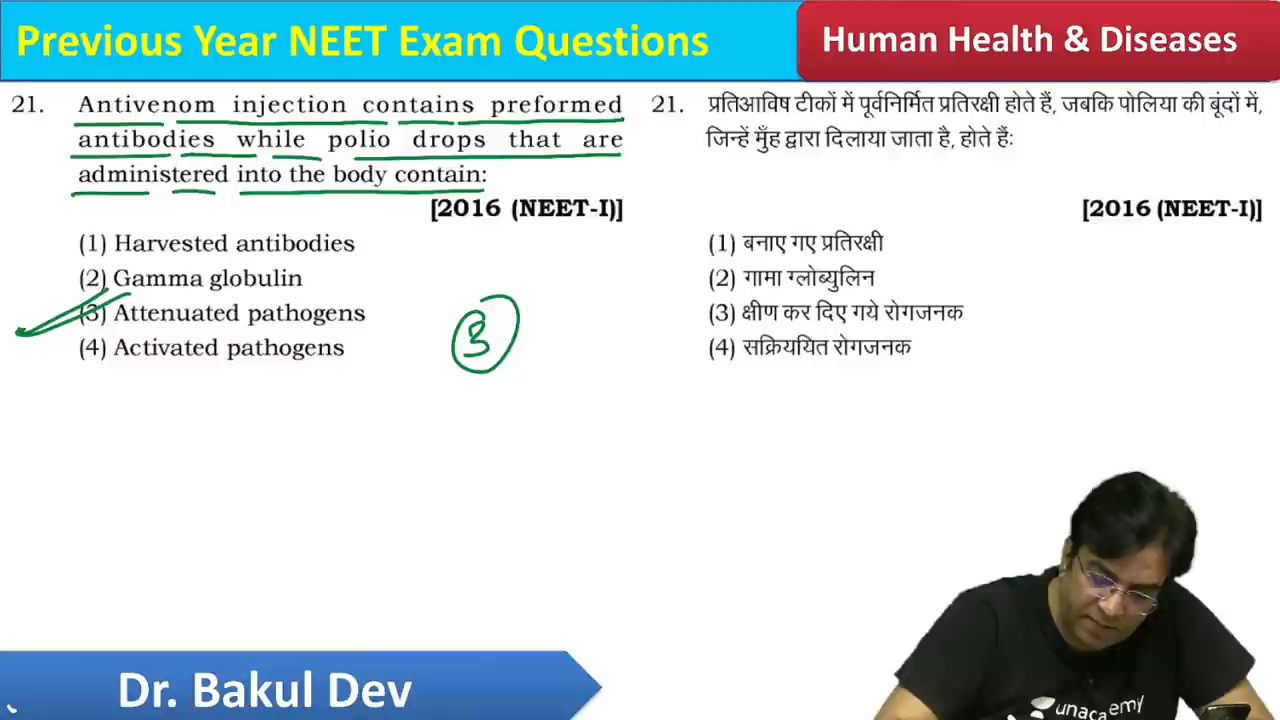 Previous Year NEET Exam Questions
Human Health & Diseases
21. Antivenom injection contains preformed
antibodies while polio drops that are
administered into the body contain:
[2016 (NEET-I)]
(1) Harvested antibodies
(2) Gamma globulin
(3) Attenuated pathogens
(4) Activated pathogens
3
21. प्रतिआविष टीकों में पूर्वनिर्मित प्रतिरक्षी होते हैं, जबकि पोलिया की बूंदों में,
जिन्हें मुँह द्वारा दिलाया जाता है, होते हैंः
[2016 (NEET-I)]
(1) बनाए गए प्रतिरक्षी
(2) गामा ग्लोब्युलिन
(3) क्षीण कर दिए गये रोगजनक
(4) सक्रिययित रोगजनक
Dr. Bakul Dev
unacademy